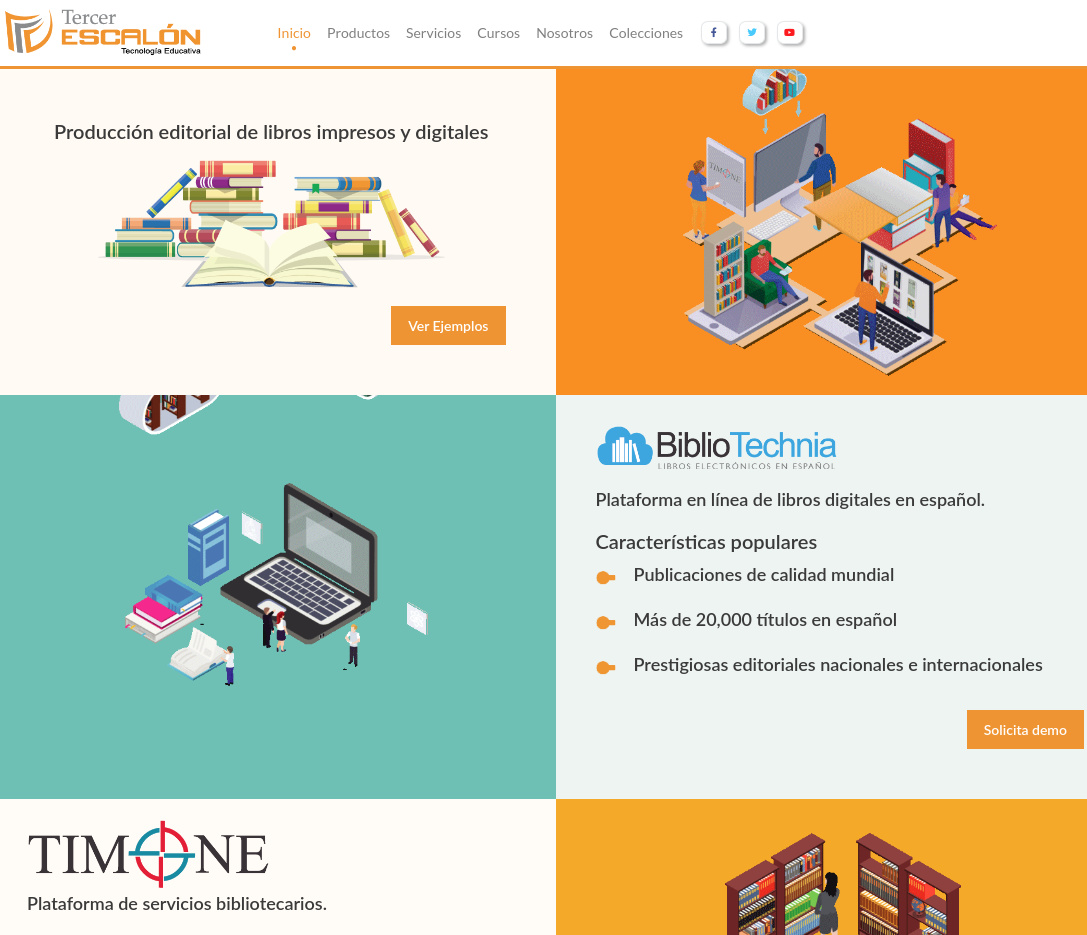 Tercer
ESCALÓN
Tecnología Educativa
Inicio Productos Servicios Cursos Nosotros Colecciones
Producción editorial de libros impresos y digitales
TIMONE
Ver Ejemplos
BiblioTechnia
LIBROS ELECTRÓNICOS EN ESPAÑOL
Plataforma en línea de libros digitales en español.
Características populares
Publicaciones de calidad mundial
Más de 20,000 títulos en español
Prestigiosas editoriales nacionales e internacionales
Solicita demo
TIMONE
Plataforma de servicios bibliotecarios.